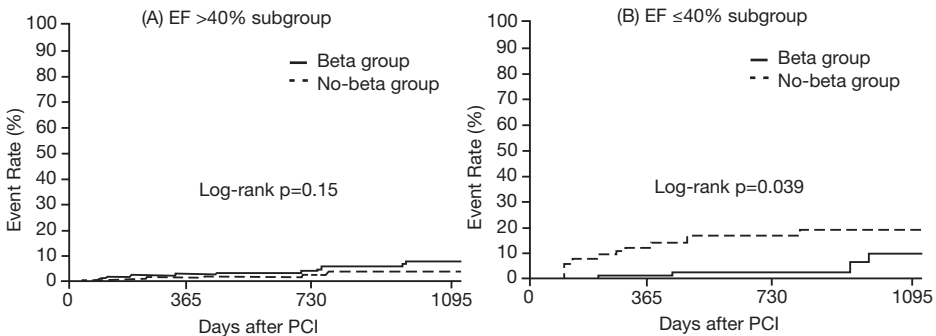 (A) EF >40% subgroup
100
90
80
70
60
50
40
30
20
10
0
Event Rate (%)
Beta group
No-beta group
Log-rank p=0.15
0 365 730 1095
Days after PCI
(B) EF ≤40% subgroup
100
90
80
70
60
50
40
30
20
10
0
Event Rate (%)
Beta group
No-beta group
Log-rank p=0.039
0 365 730 1095
Days after PCI